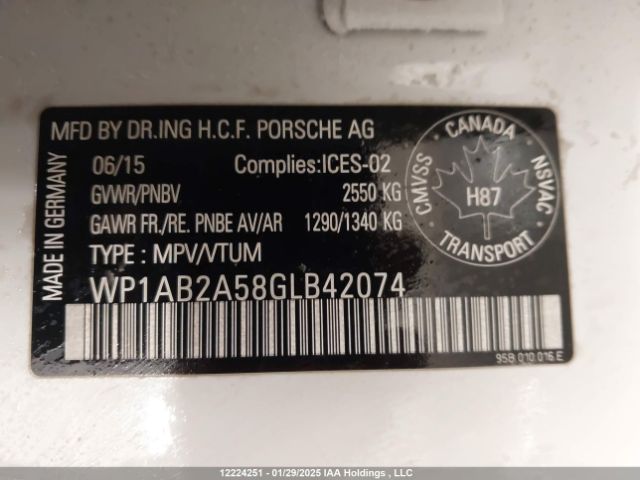 MADE IN GERMANY
MFD BY DR.ING H.C.F. PORSCHE AG
06/15 Complies:ICES-02
GVWR/PNBV 2550 KG
GAWR FR./RE. PNBE AV/AR 1290/1340 KG
TYPE : MPV/VTUM
WP1AB2A58GLB42074
CANADA
CMVSS
NSVAC
H87
TRANSPORT
95B 010 016 E
12224251 - 01/29/2025 IAA Holdings , LLC